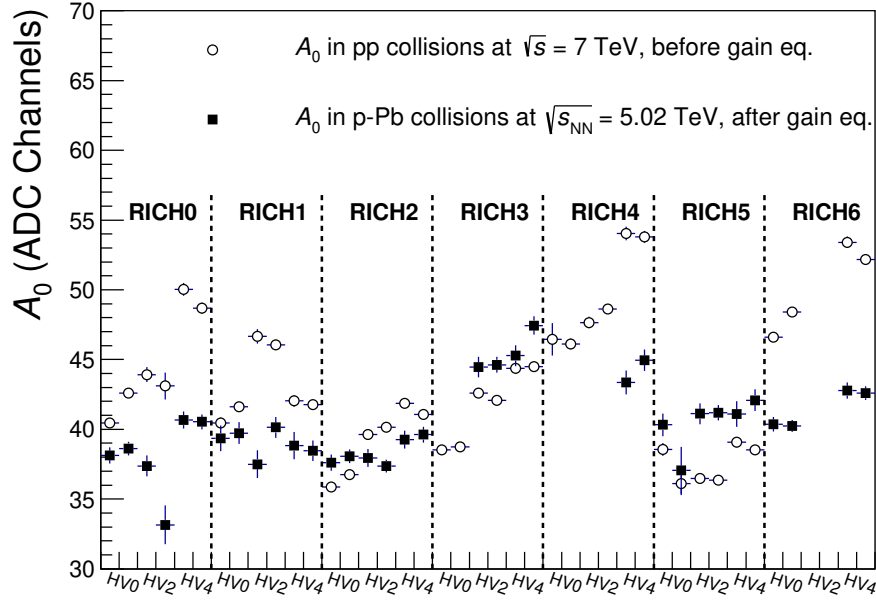 A0 (ADC Channels)
70
65
60
55
50
45
40
35
30
A0 in pp collisions at √s = 7 TeV, before gain eq.
A0 in p-Pb collisions at √sNN = 5.02 TeV, after gain eq.
RICH0 RICH1 RICH2 RICH3 RICH4 RICH5 RICH6
HV0 HV2 HV4 HV0 HV2 HV4 HV0 HV2 HV4 HV0 HV2 HV4 HV0 HV2 HV4 HV0 HV2 HV4 HV0 HV2 HV4